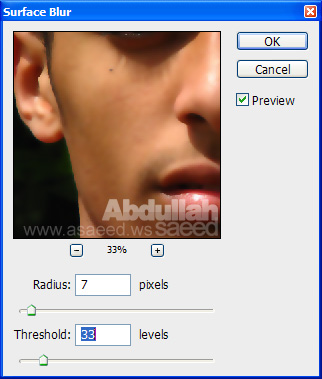 Surface Blur
OK
Cancel
Preview
Abdullah
www.asaeed.ws saeed
33%
Radius: 7 pixels
Threshold: 33 levels